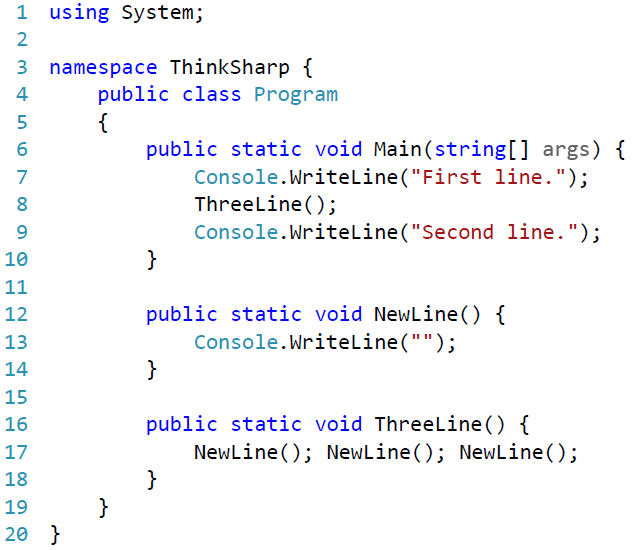 1 using System;
2
3 namespace ThinkSharp {
4     public class Program
5     {
6         public static void Main(string[] args) {
7             Console.WriteLine("First line.");
8             ThreeLine();
9             Console.WriteLine("Second line.");
10         }
11
12         public static void NewLine() {
13             Console.WriteLine("");
14         }
15
16         public static void ThreeLine() {
17             NewLine(); NewLine(); NewLine();
18         }
19     }
20 }